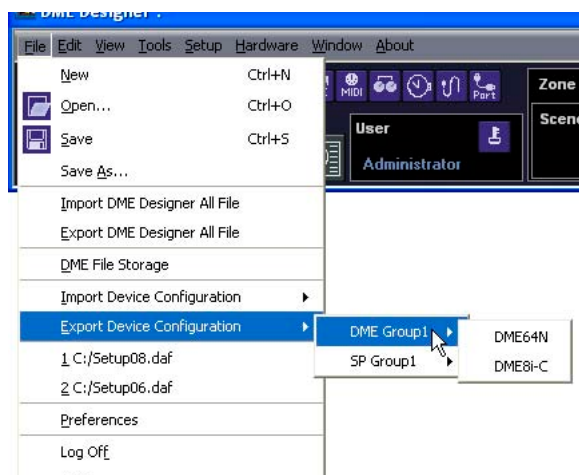 DME Designer :
File Edit View Tools Setup Hardware Window About
New Ctrl+N
Open... Ctrl+O
Save Ctrl+S
Save As...
Import DME Designer All File
Export DME Designer All File
DME File Storage
Import Device Configuration
Export Device Configuration
1 C:/Setup08.daf
2 C:/Setup06.daf
Preferences
Log Off
MIDI
Port
Zone
Scen
User
Administrator
DME Group1
SP Group1
DME64N
DME8i-C